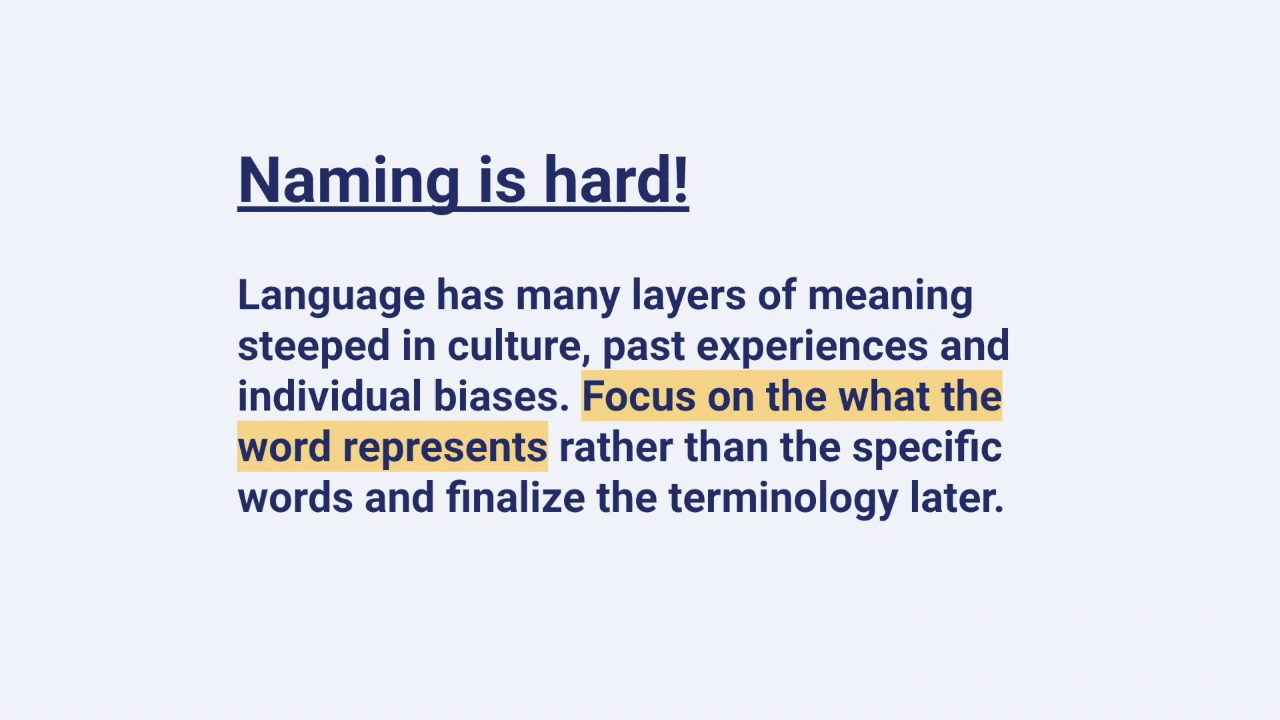 Naming is hard!
Language has many layers of meaning
steeped in culture, past experiences and
individual biases. Focus on the what the
word represents rather than the specific
words and finalize the terminology later.